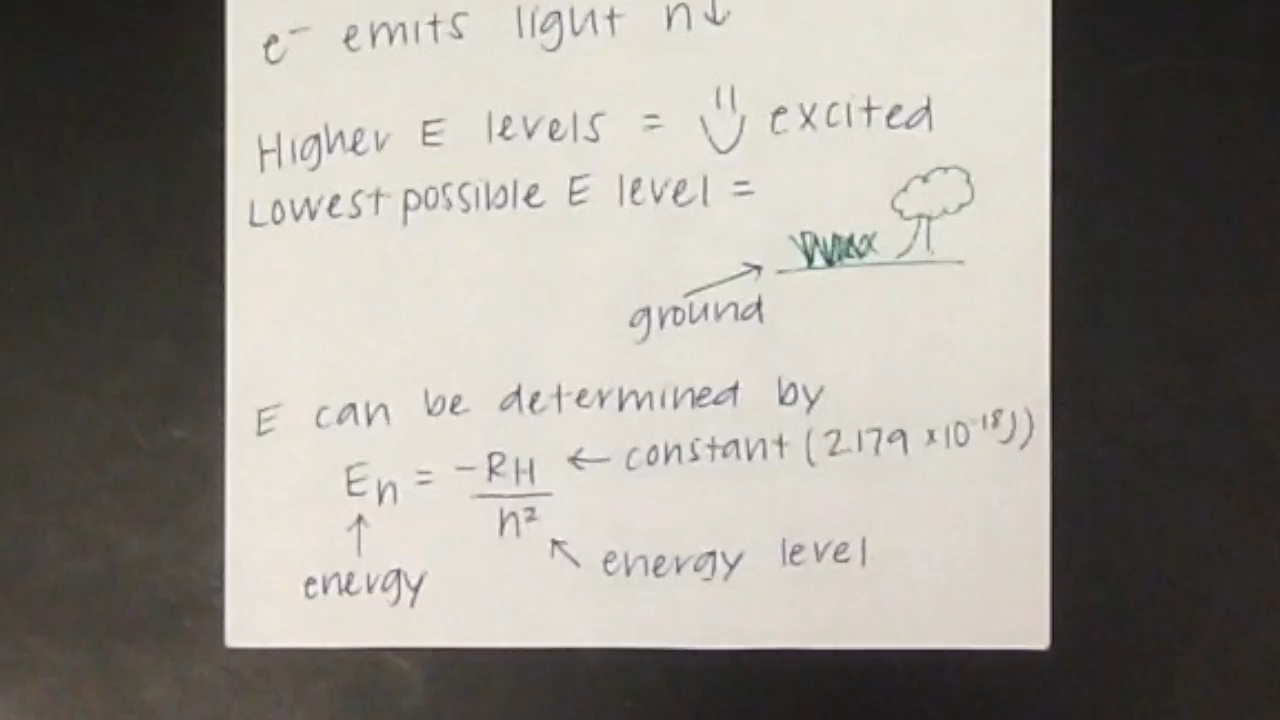 e⁻ emits light n↓
Higher E levels = excited
Lowest possible E level =
ground
E can be determined by
En = -RH / n² ← constant (2.179 x10⁻¹⁸J)
↑ ↖ energy level
energy